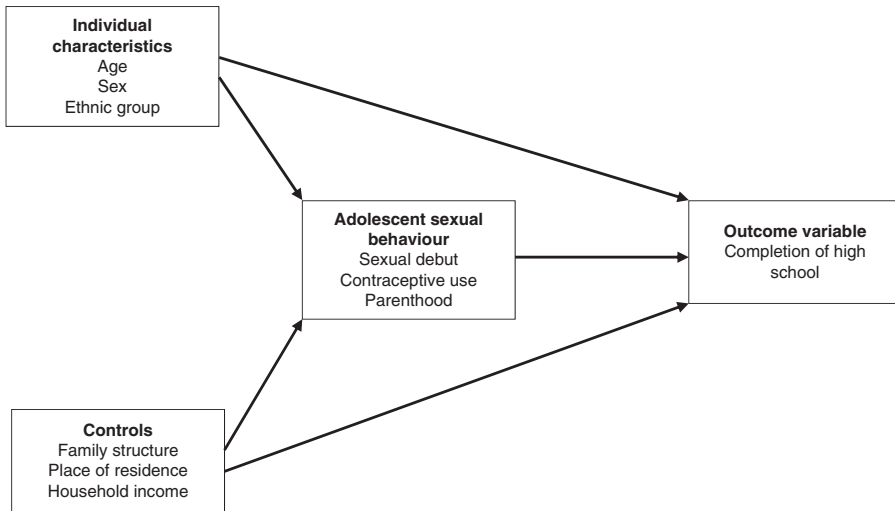 Individual
characteristics
Age
Sex
Ethnic group
Adolescent sexual
behaviour
Sexual debut
Contraceptive use
Parenthood
Outcome variable
Completion of high
school
Controls
Family structure
Place of residence
Household income